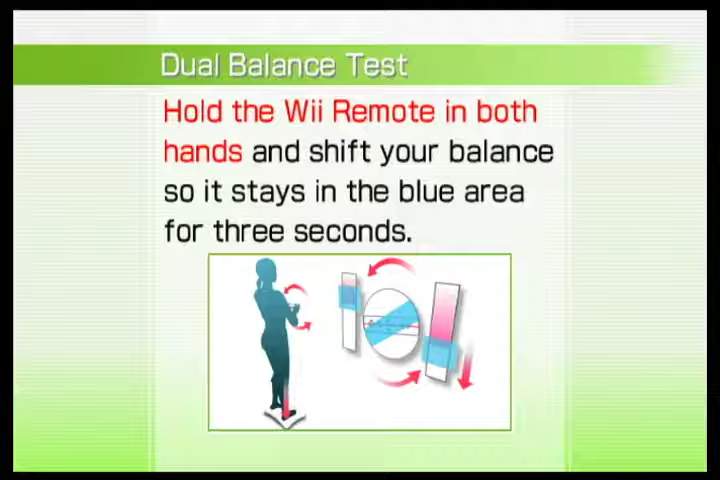 Dual Balance Test
Hold the Wii Remote in both
hands and shift your balance
so it stays in the blue area
for three seconds.